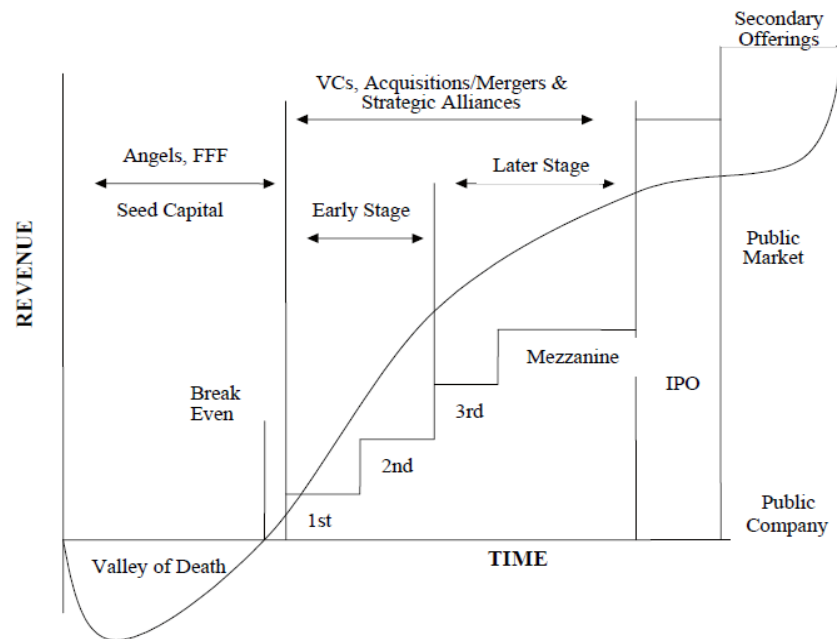 Secondary
Offerings
VCs, Acquisitions/Mergers &
Strategic Alliances
Angels, FFF
Later Stage
Seed Capital
Early Stage
REVENUE
Public
Market
Mezzanine
Break
Even
IPO
3rd
2nd
1st
Public
Company
Valley of Death
TIME